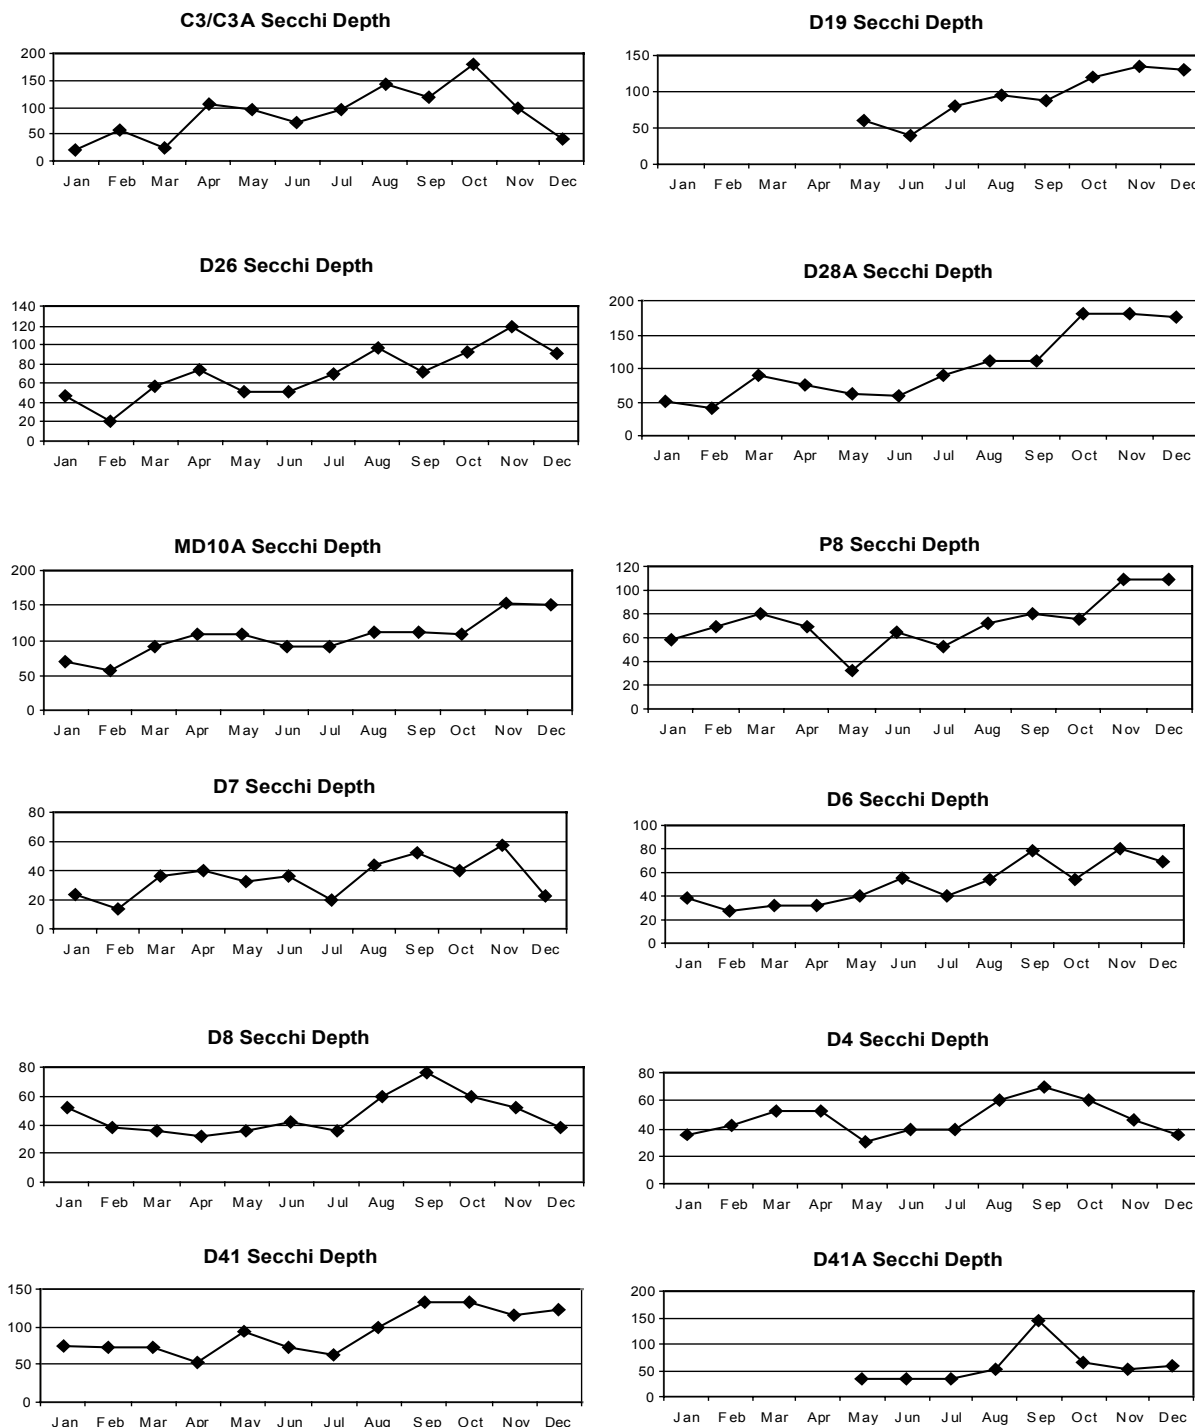 C3/C3A Secchi Depth
200
150
100
50
0
Jan Feb Mar Apr May Jun Jul Aug Sep Oct Nov Dec
D19 Secchi Depth
150
100
50
0
Jan Feb Mar Apr May Jun Jul Aug Sep Oct Nov Dec
D26 Secchi Depth
140
120
100
80
60
40
20
0
Jan Feb Mar Apr May Jun Jul Aug Sep Oct Nov Dec
D28A Secchi Depth
200
150
100
50
0
Jan Feb Mar Apr May Jun Jul Aug Sep Oct Nov Dec
MD10A Secchi Depth
200
150
100
50
0
Jan Feb Mar Apr May Jun Jul Aug Sep Oct Nov Dec
P8 Secchi Depth
120
100
80
60
40
20
0
Jan Feb Mar Apr May Jun Jul Aug Sep Oct Nov Dec
D7 Secchi Depth
80
60
40
20
0
Jan Feb Mar Apr May Jun Jul Aug Sep Oct Nov Dec
D6 Secchi Depth
100
80
60
40
20
0
Jan Feb Mar Apr May Jun Jul Aug Sep Oct Nov Dec
D8 Secchi Depth
80
60
40
20
0
Jan Feb Mar Apr May Jun Jul Aug Sep Oct Nov Dec
D4 Secchi Depth
80
60
40
20
0
Jan Feb Mar Apr May Jun Jul Aug Sep Oct Nov Dec
D41 Secchi Depth
150
100
50
0
Jan Feb Mar Apr May Jun Jul Aug Sep Oct Nov Dec
D41A Secchi Depth
200
150
100
50
0
Jan Feb Mar Apr May Jun Jul Aug Sep Oct Nov Dec